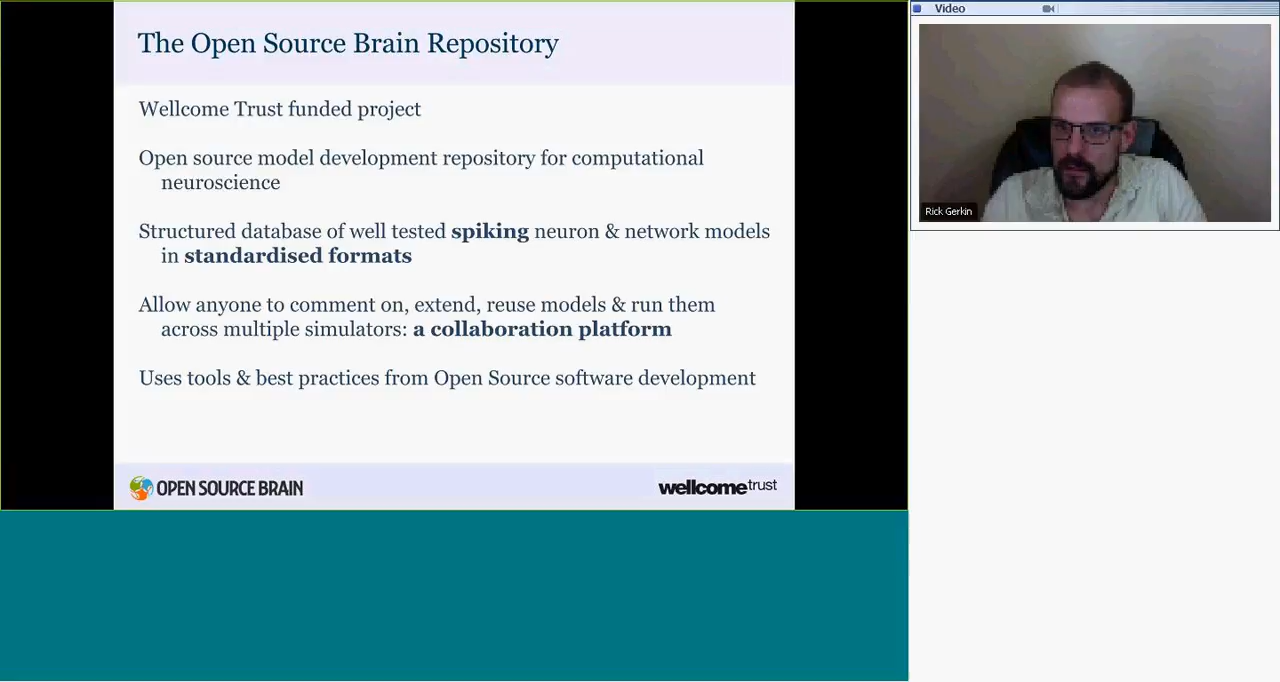 The Open Source Brain Repository
Wellcome Trust funded project
Open source model development repository for computational
neuroscience
Structured database of well tested spiking neuron & network models
in standardised formats
Allow anyone to comment on, extend, reuse models & run them
across multiple simulators: a collaboration platform
Uses tools & best practices from Open Source software development
OPEN SOURCE BRAIN
wellcometrust
Video
Rick Gerkin